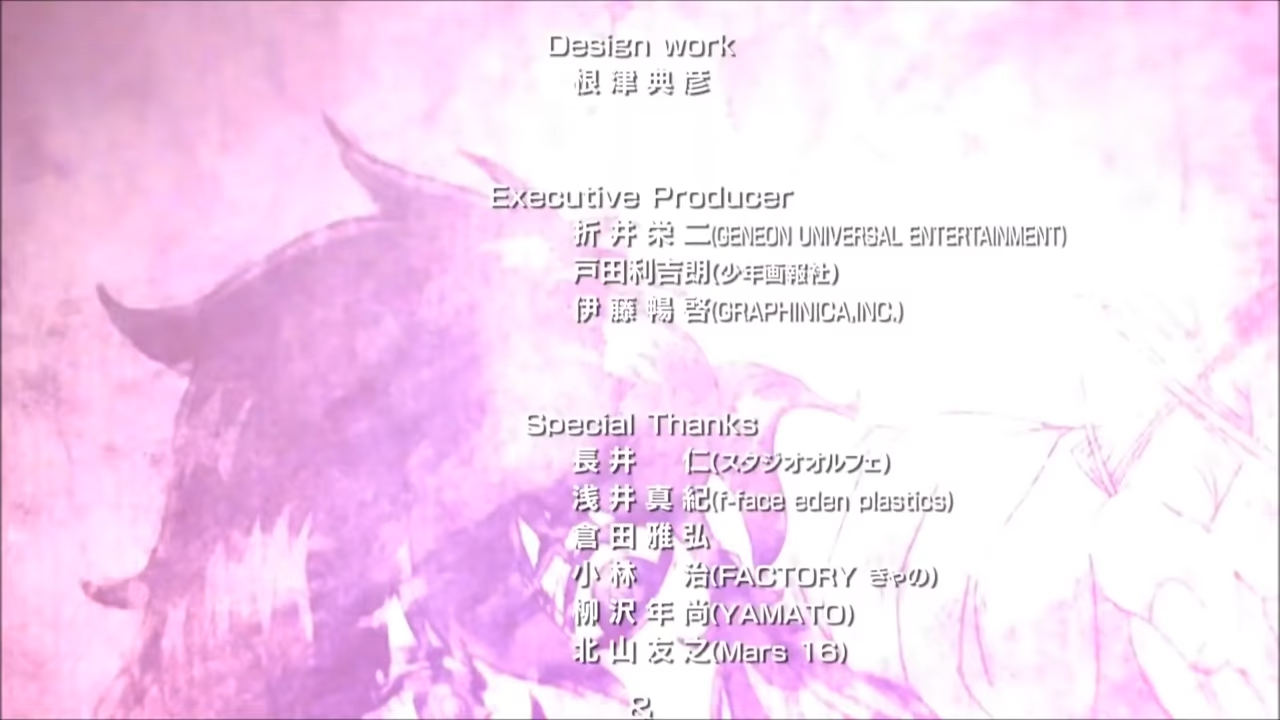 Design work
根津典彦
Executive Producer
折井栄二(GENEON UNIVERSAL ENTERTAINMENT)
戸田利吉朗(少年画報社)
伊藤暢啓(GRAPHINICA,INC.)
Special Thanks
長井 仁(スタジオオルフェ)
浅井真紀(f-face eden plastics)
倉田雅弘
小林 治(FACTORY きゃの)
柳沢年尚(YAMATO)
北山友之(Mars 16)
&